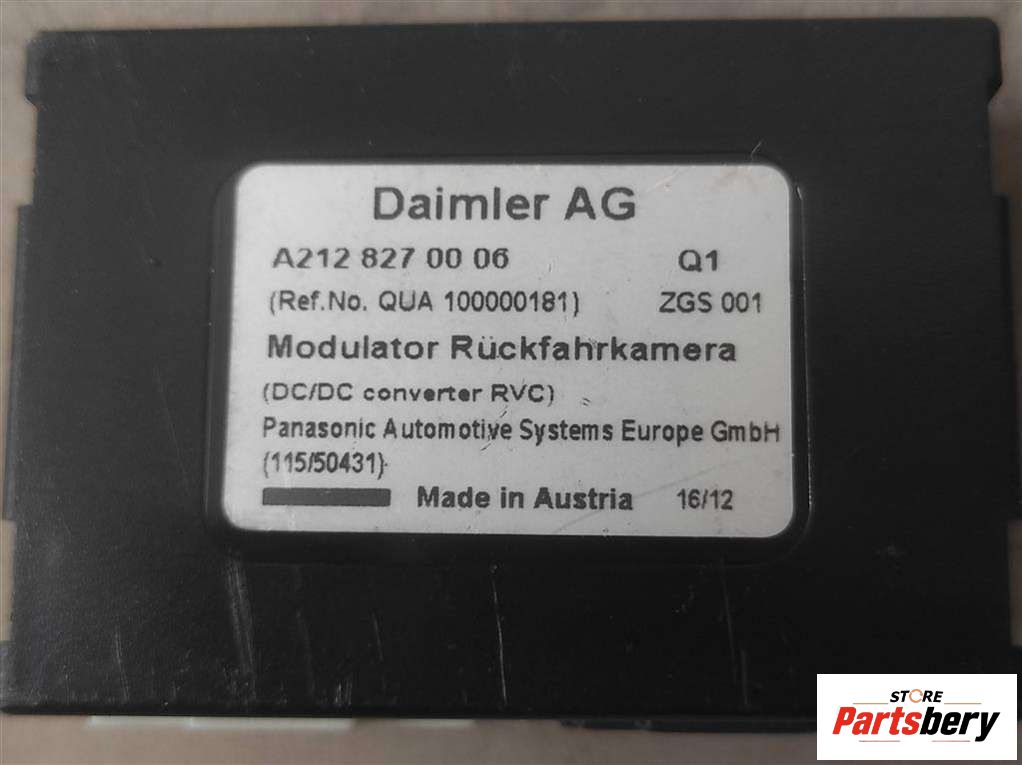 Daimler AG
A212 827 00 06 Q1
(Ref.No. QUA 100000181) ZGS 001
Modulator Rückfahrkamera
(DC/DC converter RVC)
Panasonic Automotive Systems Europe GmbH
(115/50431)
Made in Austria 16/12
STORE
Partsbery